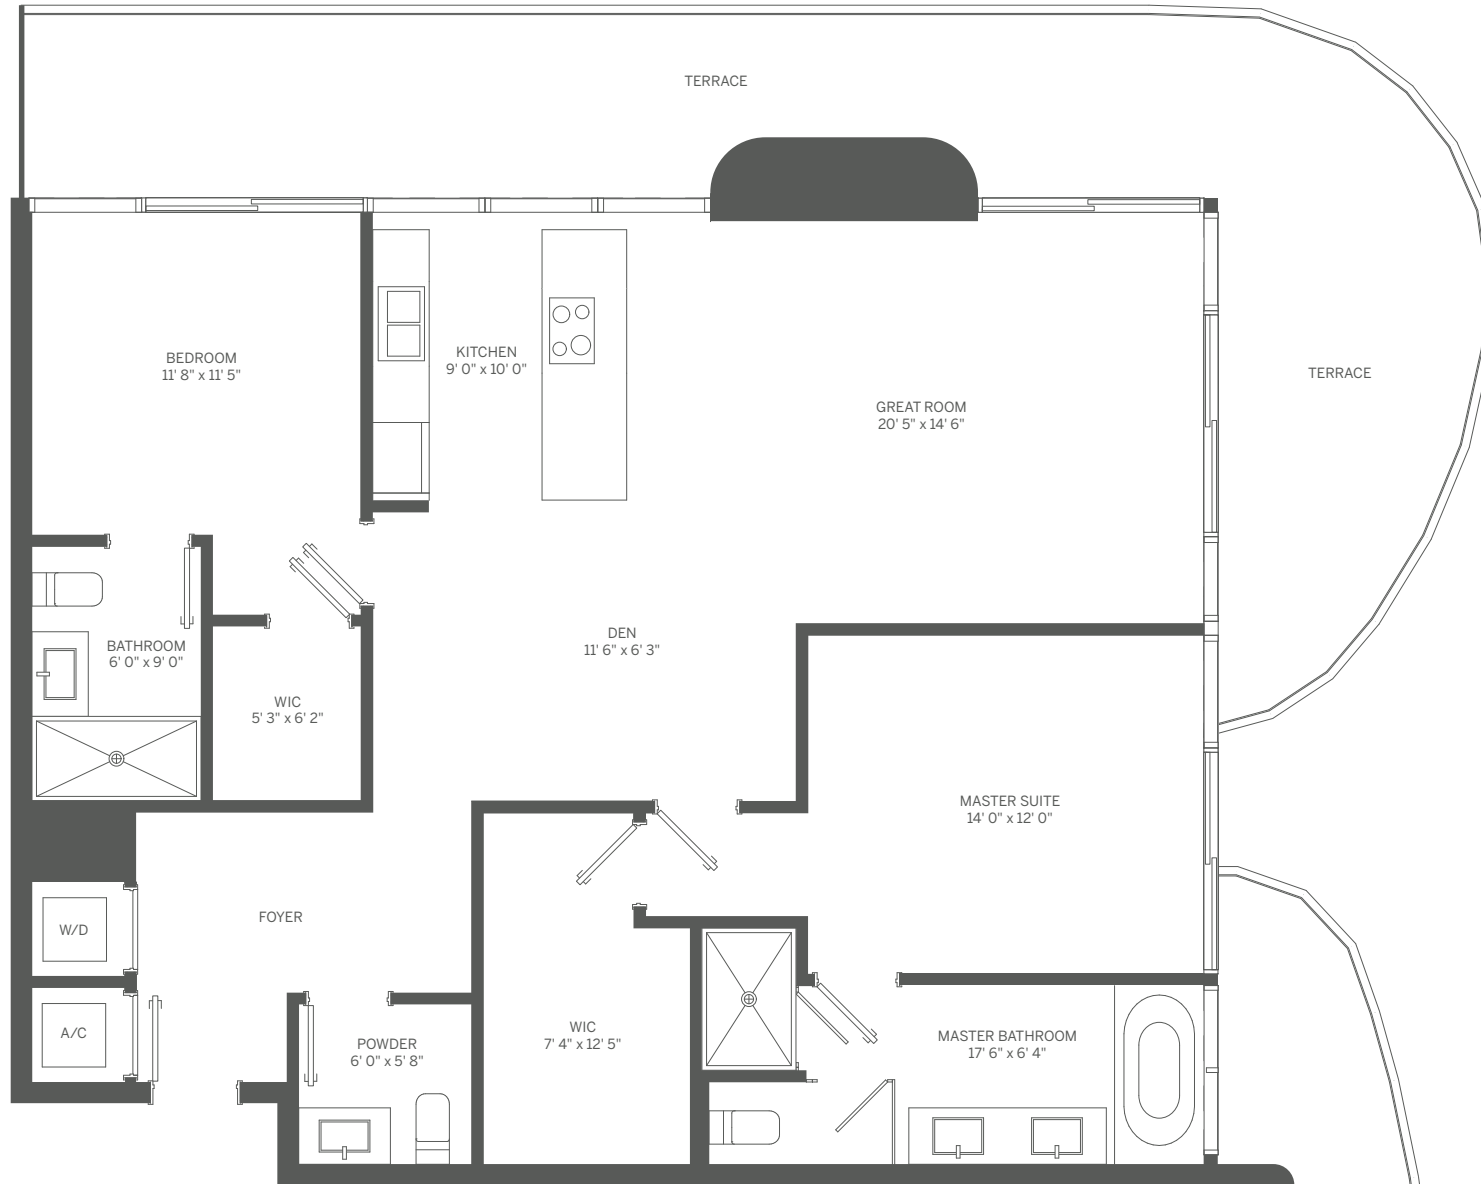 TERRACE
BEDROOM
11' 8" x 11' 5"
KITCHEN
9' 0" x 10' 0"
GREAT ROOM
20' 5" x 14' 6"
TERRACE
BATHROOM
6' 0" x 9' 0"
DEN
11' 6" x 6' 3"
WIC
5' 3" x 6' 2"
MASTER SUITE
14' 0" x 12' 0"
FOYER
W/D
A/C
POWDER
6' 0" x 5' 8"
WIC
7' 4" x 12' 5"
MASTER BATHROOM
17' 6" x 6' 4"